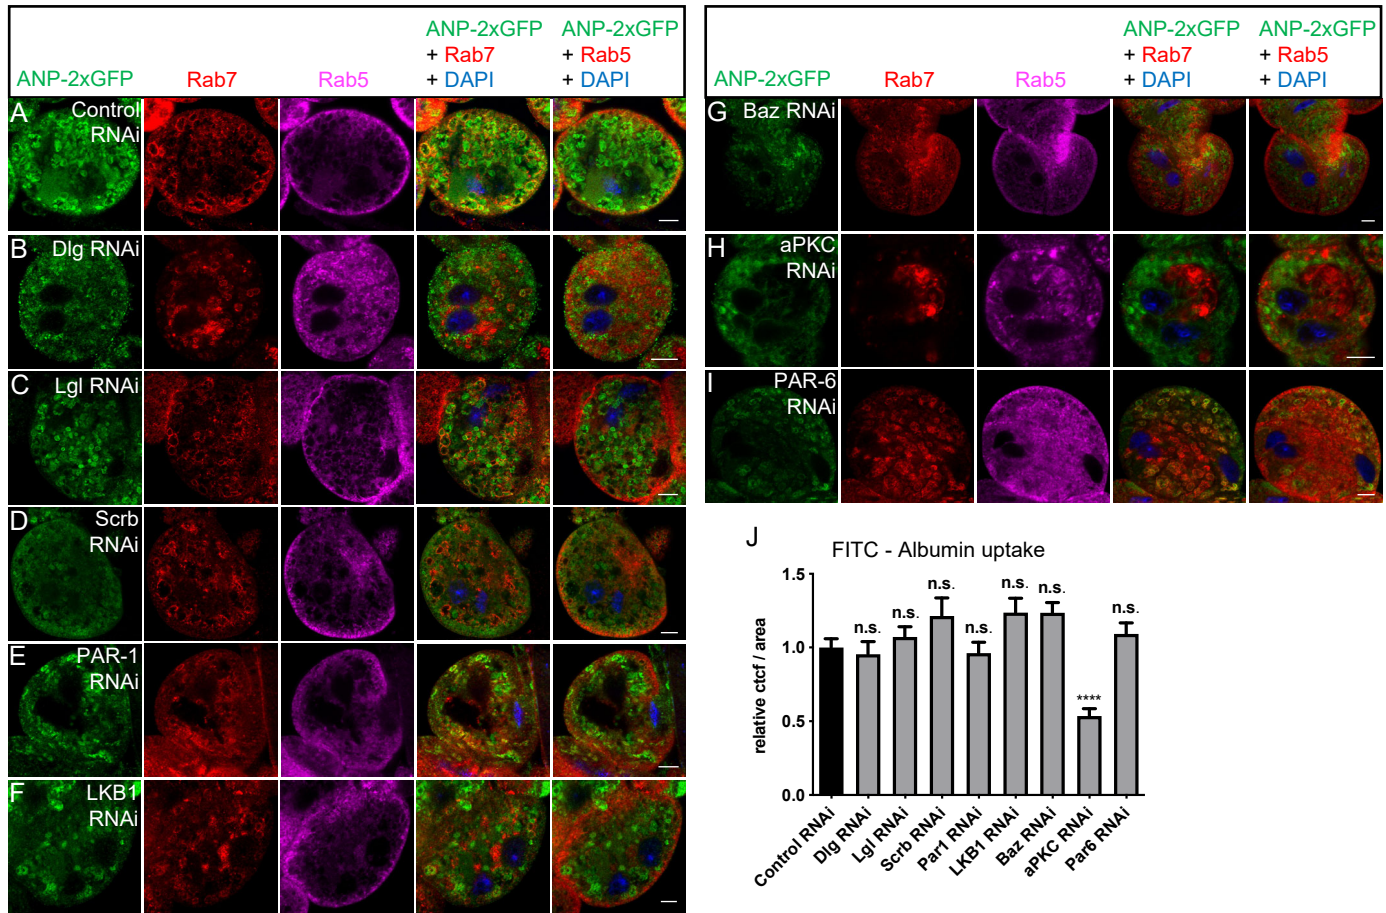 ANP-2xGFP
Rab7
Rab5
ANP-2xGFP
+ Rab7
+ DAPI
ANP-2xGFP
+ Rab5
+ DAPI
A
Control
RNAi
B
Dlg RNAi
C
Lgl RNAi
D
Scrb
RNAi
E
PAR-1
RNAi
F
LKB1
RNAi
ANP-2xGFP
Rab7
Rab5
ANP-2xGFP
+ Rab7
+ DAPI
ANP-2xGFP
+ Rab5
+ DAPI
G
Baz RNAi
H
aPKC
RNAi
I
PAR-6
RNAi
J
FITC - Albumin uptake
relative ctcf / area
1.5
1.0
0.5
0.0
n.s.
n.s.
n.s.
n.s.
n.s.
n.s.
****
n.s.
Control RNAi
Dlg RNAi
Lgl RNAi
Scrb RNAi
Par1 RNAi
LKB1 RNAi
Baz RNAi
aPKC RNAi
Par6 RNAi